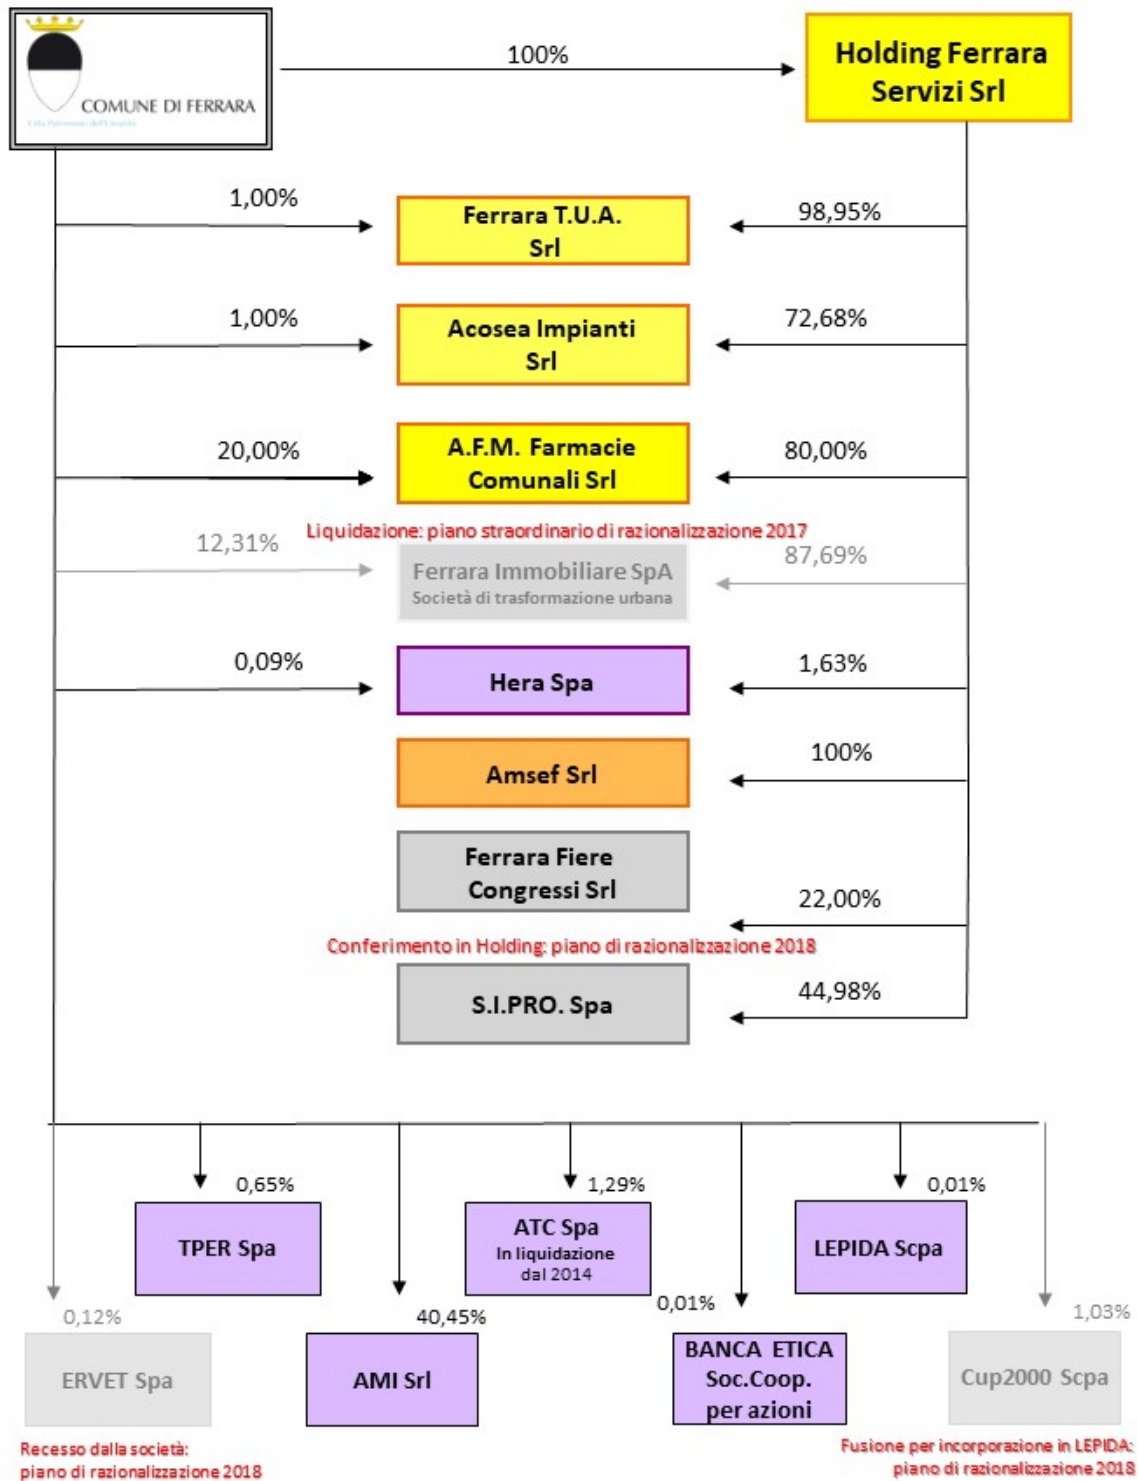 COMUNE DI FERRARA
Città Patrimonio dell'Umanità
100%
Holding Ferrara
Servizi Srl
1,00%
Ferrara T.U.A.
Srl
98,95%
1,00%
Acosea Impianti
Srl
72,68%
20,00%
A.F.M. Farmacie
Comunali Srl
80,00%
Liquidazione: piano straordinario di razionalizzazione 2017
12,31%
Ferrara Immobiliare SpA
Società di trasformazione urbana
87,69%
0,09%
Hera Spa
1,63%
Amsef Srl
100%
Ferrara Fiere
Congressi Srl
22,00%
Conferimento in Holding: piano di razionalizzazione 2018
S.I.PRO. Spa
44,98%
0,65%
TPER Spa
1,29%
ATC Spa
In liquidazione
dal 2014
0,01%
LEPIDA Scpa
0,12%
ERVET Spa
Recesso dalla società:
piano di razionalizzazione 2018
40,45%
AMI Srl
0,01%
BANCA ETICA
Soc.Coop.
per azioni
1,03%
Cup2000 Scpa
Fusione per incorporazione in LEPIDA:
piano di razionalizzazione 2018